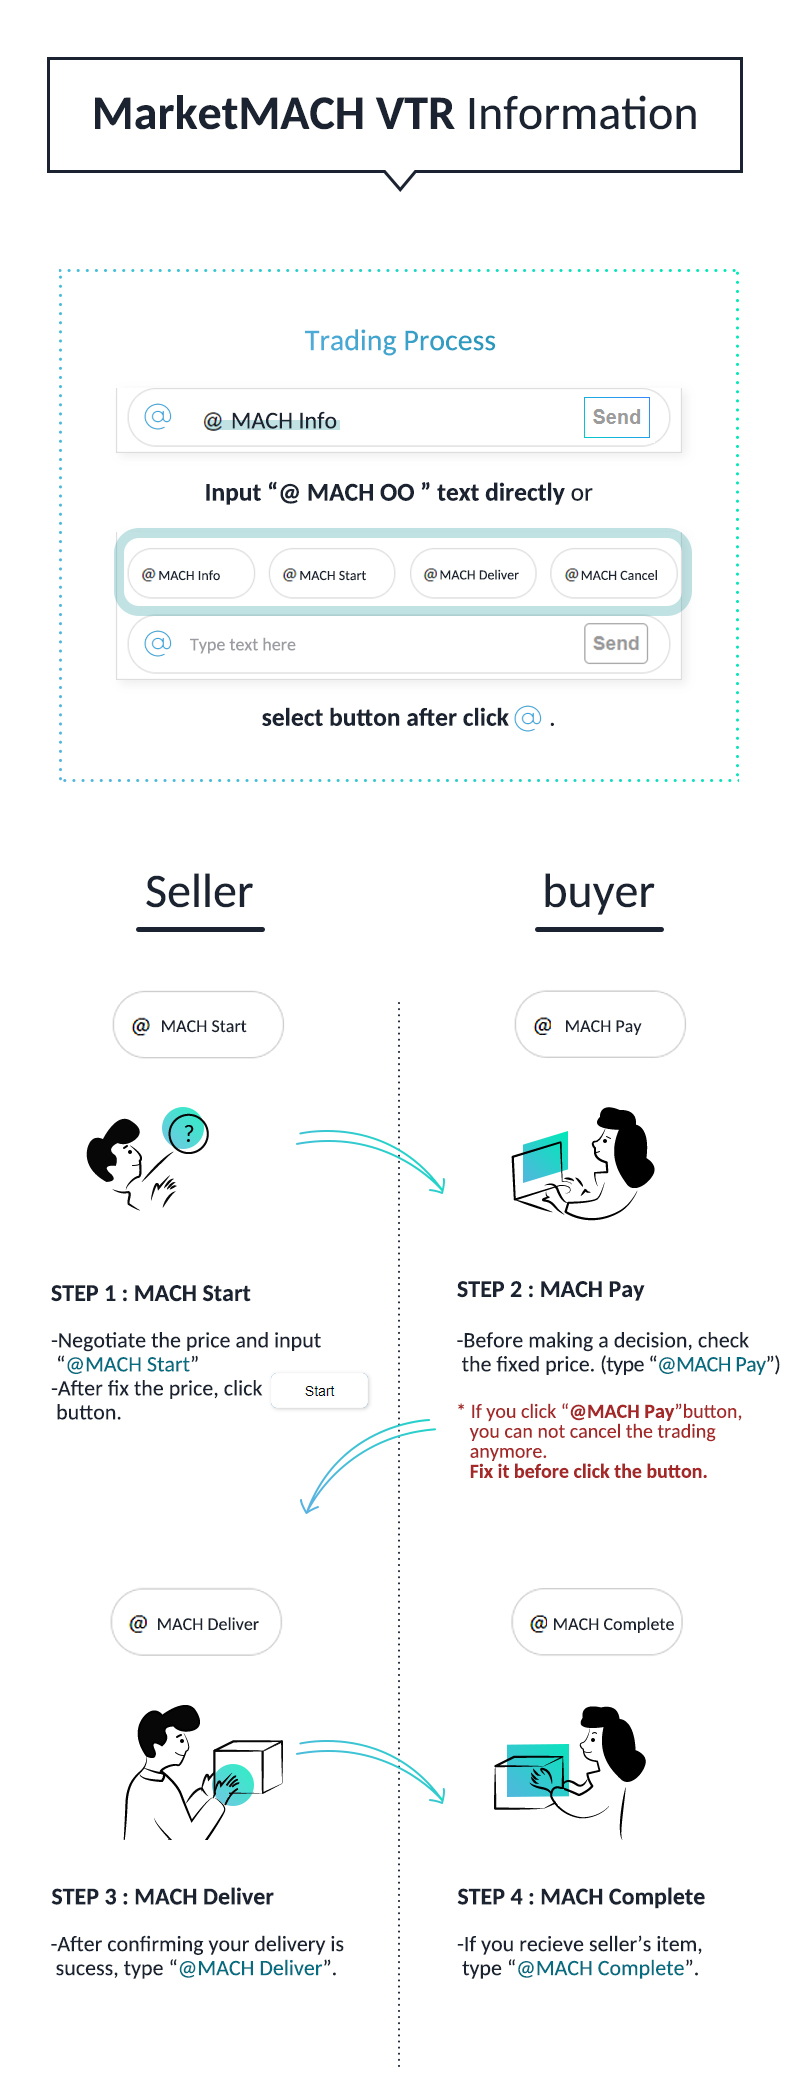 MarketMACH VTR Information
Trading Process
@ @ MACH Info Send
Input “@ MACH OO ” text directly or
@ MACH Info @ MACH Start @ MACH Deliver @ MACH Cancel
@ Type text here Send
select button after click @ .
Seller
buyer
@ MACH Start
@ MACH Pay
?
STEP 1 : MACH Start
-Negotiate the price and input
“@MACH Start”
-After fix the price, click Start
button.
STEP 2 : MACH Pay
-Before making a decision, check
the fixed price. (type “@MACH Pay”)
* If you click “@MACH Pay”button,
you can not cancel the trading
anymore.
Fix it before click the button.
@ MACH Deliver
@ MACH Complete
STEP 3 : MACH Deliver
-After confirming your delivery is
sucess, type “@MACH Deliver”.
STEP 4 : MACH Complete
-If you recieve seller’s item,
type “@MACH Complete”.